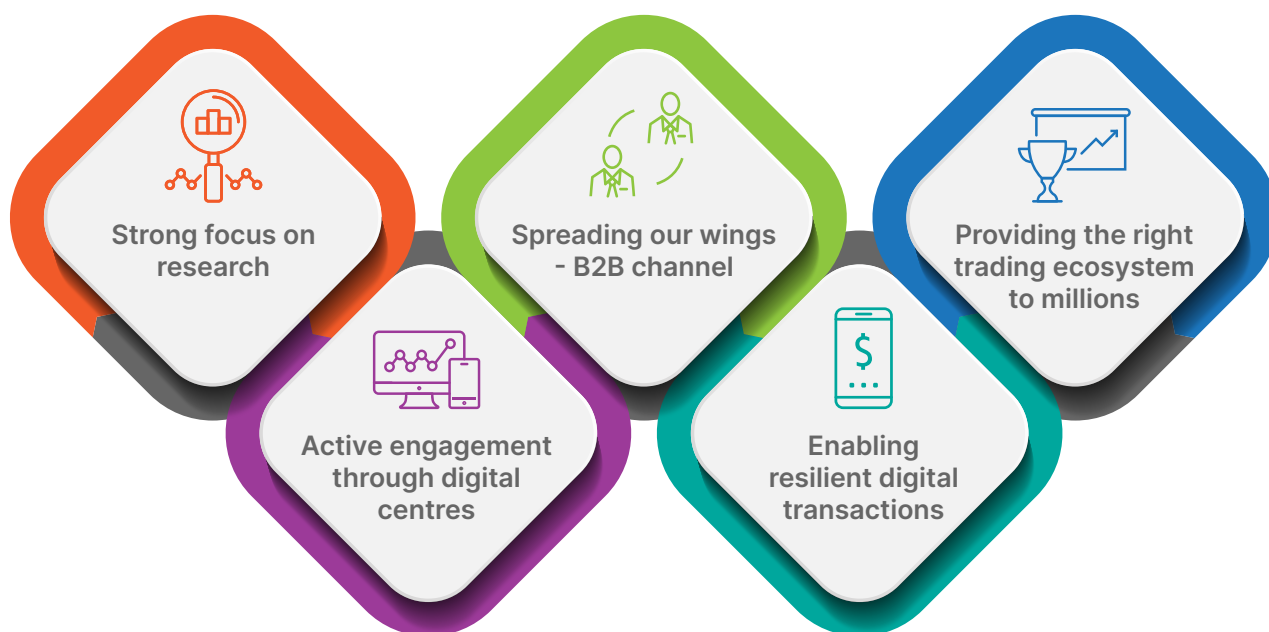 Strong focus on
research
Active engagement
through digital
centres
Spreading our wings
- B2B channel
$
Enabling
resilient digital
transactions
Providing the right
trading ecosystem
to millions